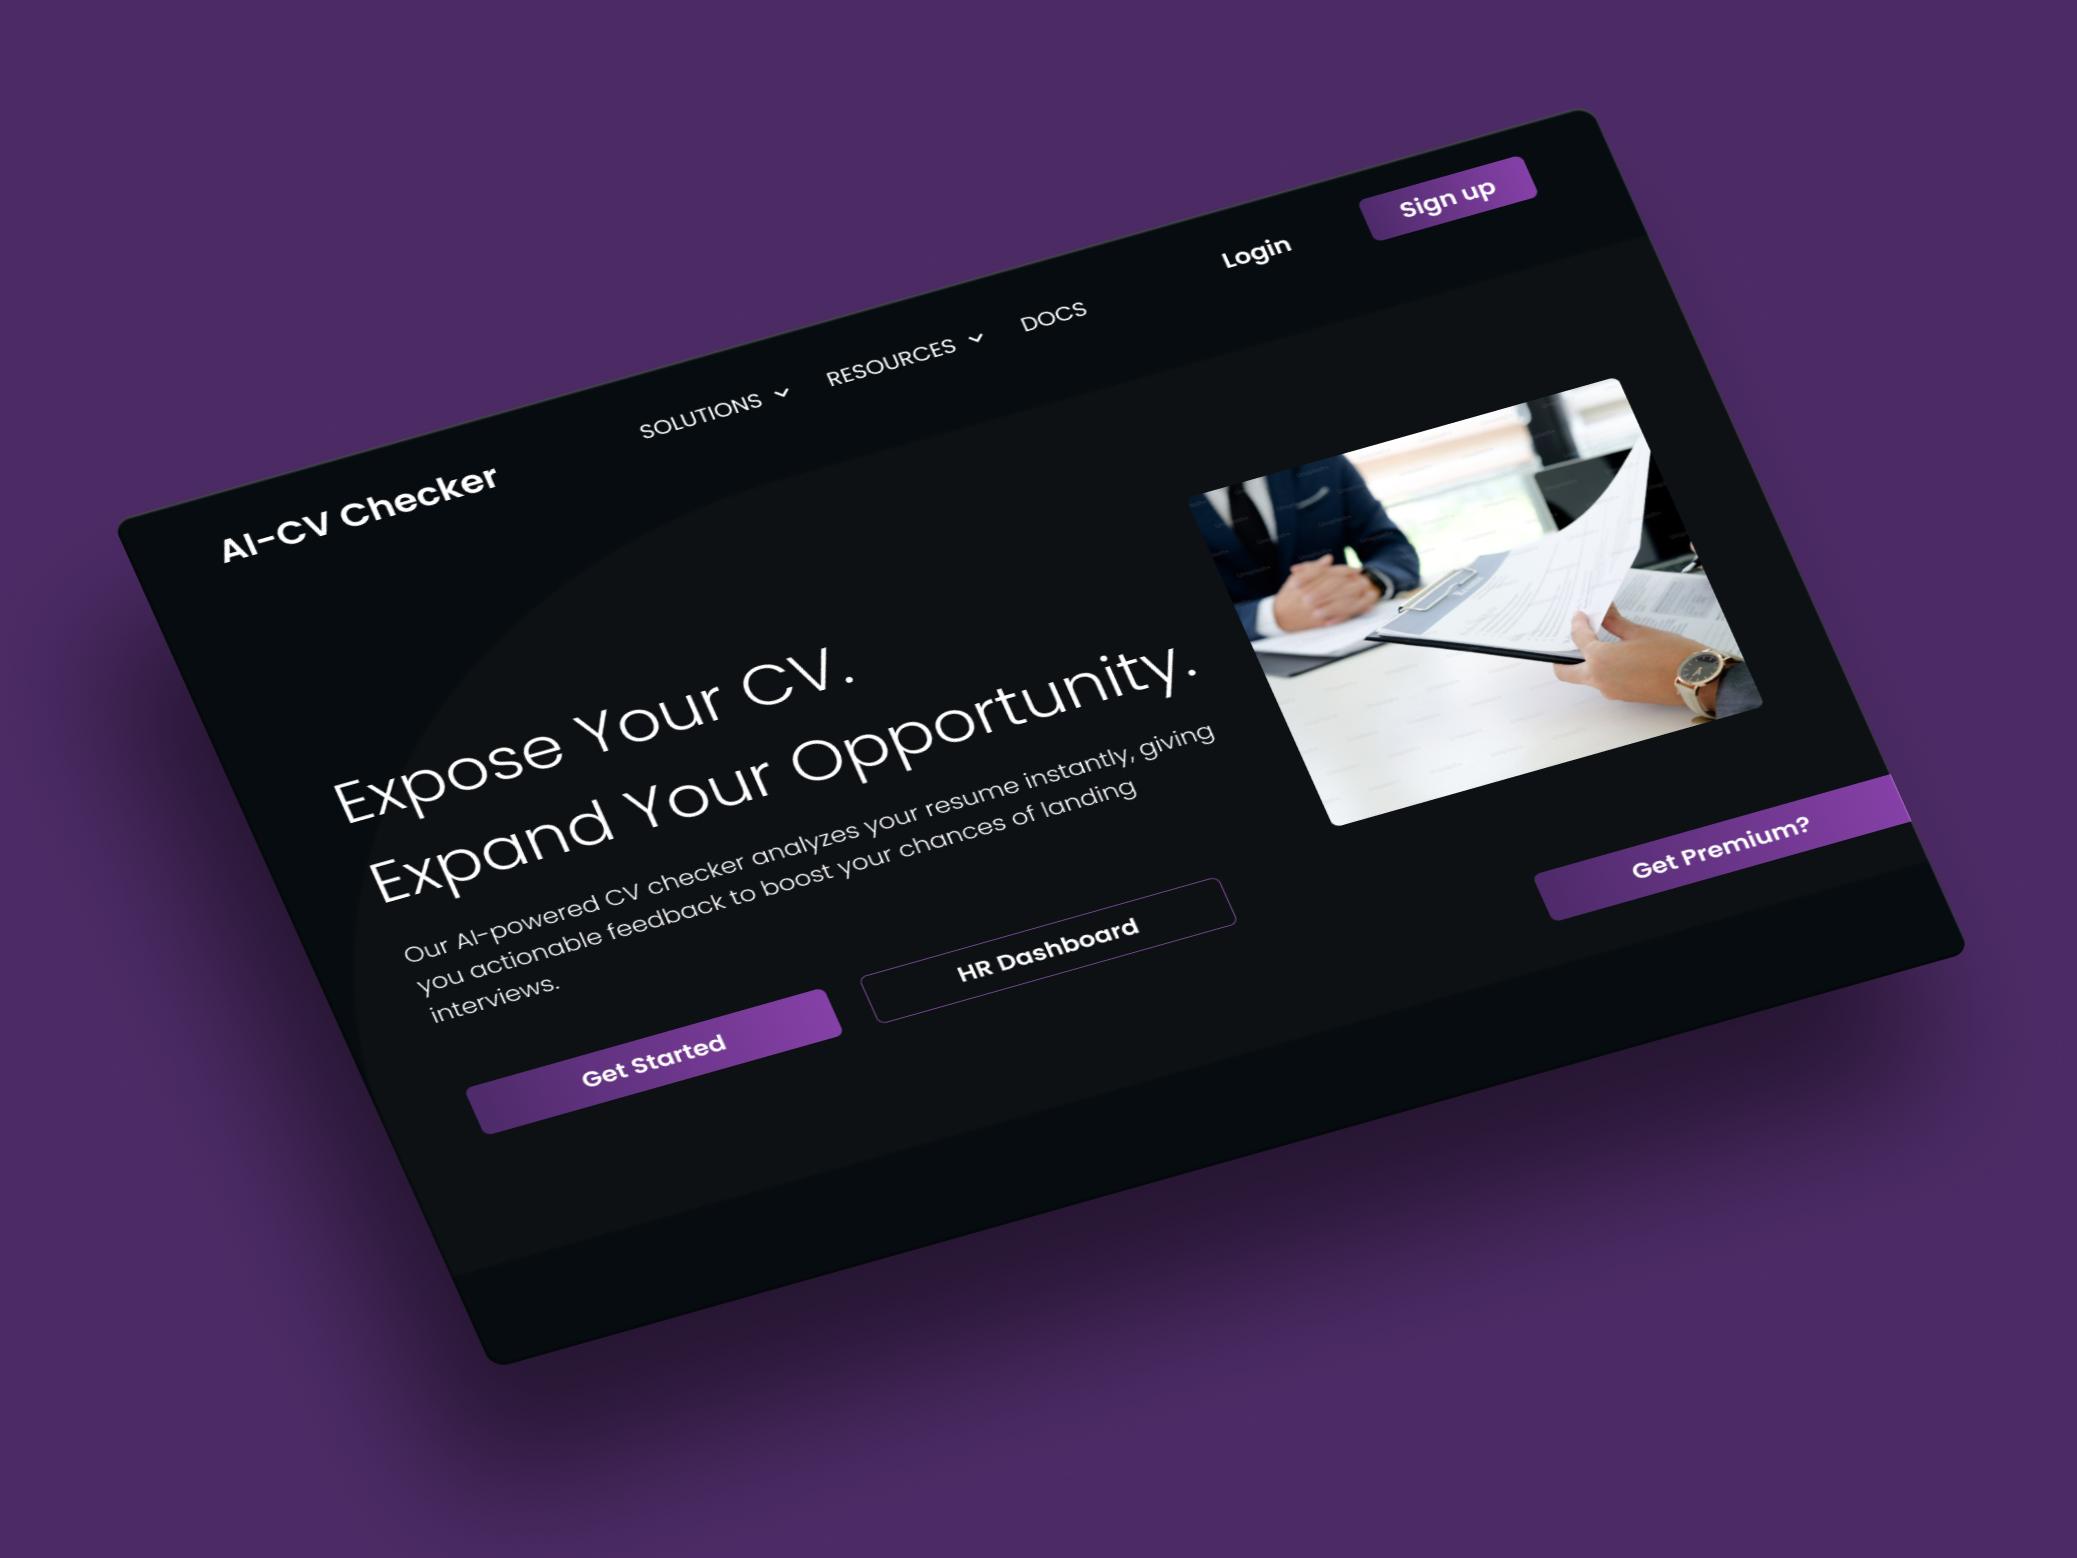 AI-CV Checker
SOLUTIONS
RESOURCES
DOCS
Login
Sign up
Expose Your CV.
Expand Your Opportunity.
Our AI-powered CV checker analyzes your resume instantly, giving
you actionable feedback to boost your chances of landing
interviews.
Get Started
HR Dashboard
Get Premium?